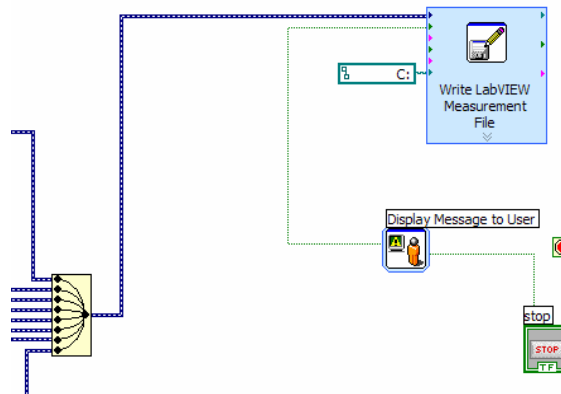 C:
Write LabVIEW
Measurement
File
Display Message to User
A
stop
STOP
TF